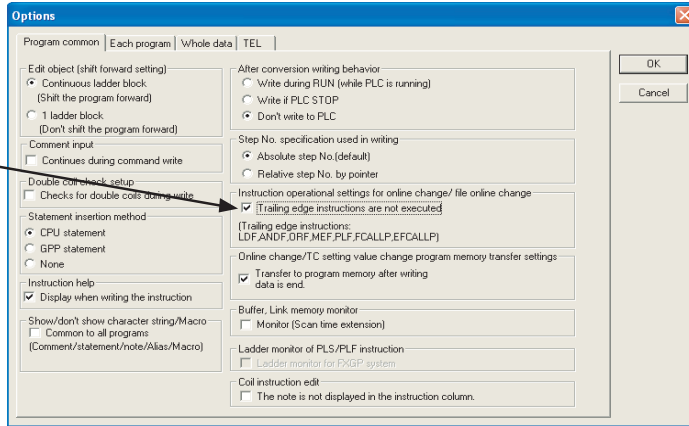 Options
Program common
Each program
Whole data
TEL
Edit object (shift forward setting)
Continuous ladder block
(Shift the program forward)
1 ladder block
(Don't shift the program forward)
Comment input
Continues during command write
Double coil check setup
Checks for double coils during write
Statement insertion method
CPU statement
GPP statement
None
Instruction help
Display when writing the instruction
Show/don't show character string/Macro
Common to all programs
(Comment/statement/note/Alias/Macro)
After conversion writing behavior
Write during RUN (while PLC is running)
Write if PLC STOP
Don't write to PLC
Step No. specification used in writing
Absolute step No.(default)
Relative step No. by pointer
Instruction operational settings for online change/ file online change
Trailing edge instructions are not executed
(Trailing edge instructions:
LDF,ANDF,ORF,MEF,PLF,FCALLP,EFCALLP)
Online change/TC setting value change program memory transfer settings
Transfer to program memory after writing
data is end.
Buffer, Link memory monitor
Monitor (Scan time extension)
Ladder monitor of PLS/PLF instruction
Ladder monitor for FXGP system
Coil instruction edit
The note is not displayed in the instruction column.
OK
Cancel